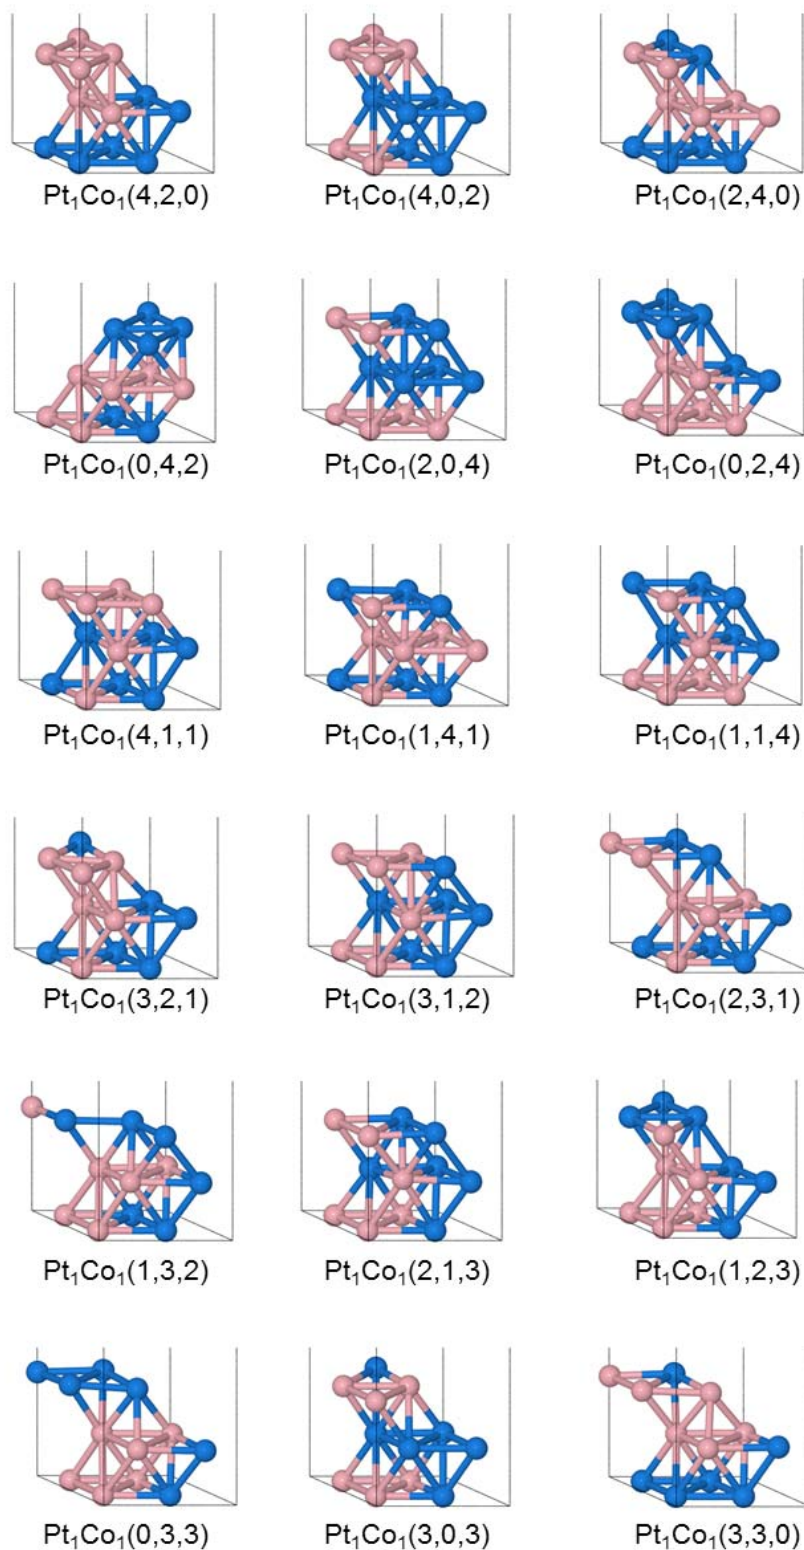 Pt₁Co₁(4,2,0) Pt₁Co₁(4,0,2) Pt₁Co₁(2,4,0)
Pt₁Co₁(0,4,2) Pt₁Co₁(2,0,4) Pt₁Co₁(0,2,4)
Pt₁Co₁(4,1,1) Pt₁Co₁(1,4,1) Pt₁Co₁(1,1,4)
Pt₁Co₁(3,2,1) Pt₁Co₁(3,1,2) Pt₁Co₁(2,3,1)
Pt₁Co₁(1,3,2) Pt₁Co₁(2,1,3) Pt₁Co₁(1,2,3)
Pt₁Co₁(0,3,3) Pt₁Co₁(3,0,3) Pt₁Co₁(3,3,0)